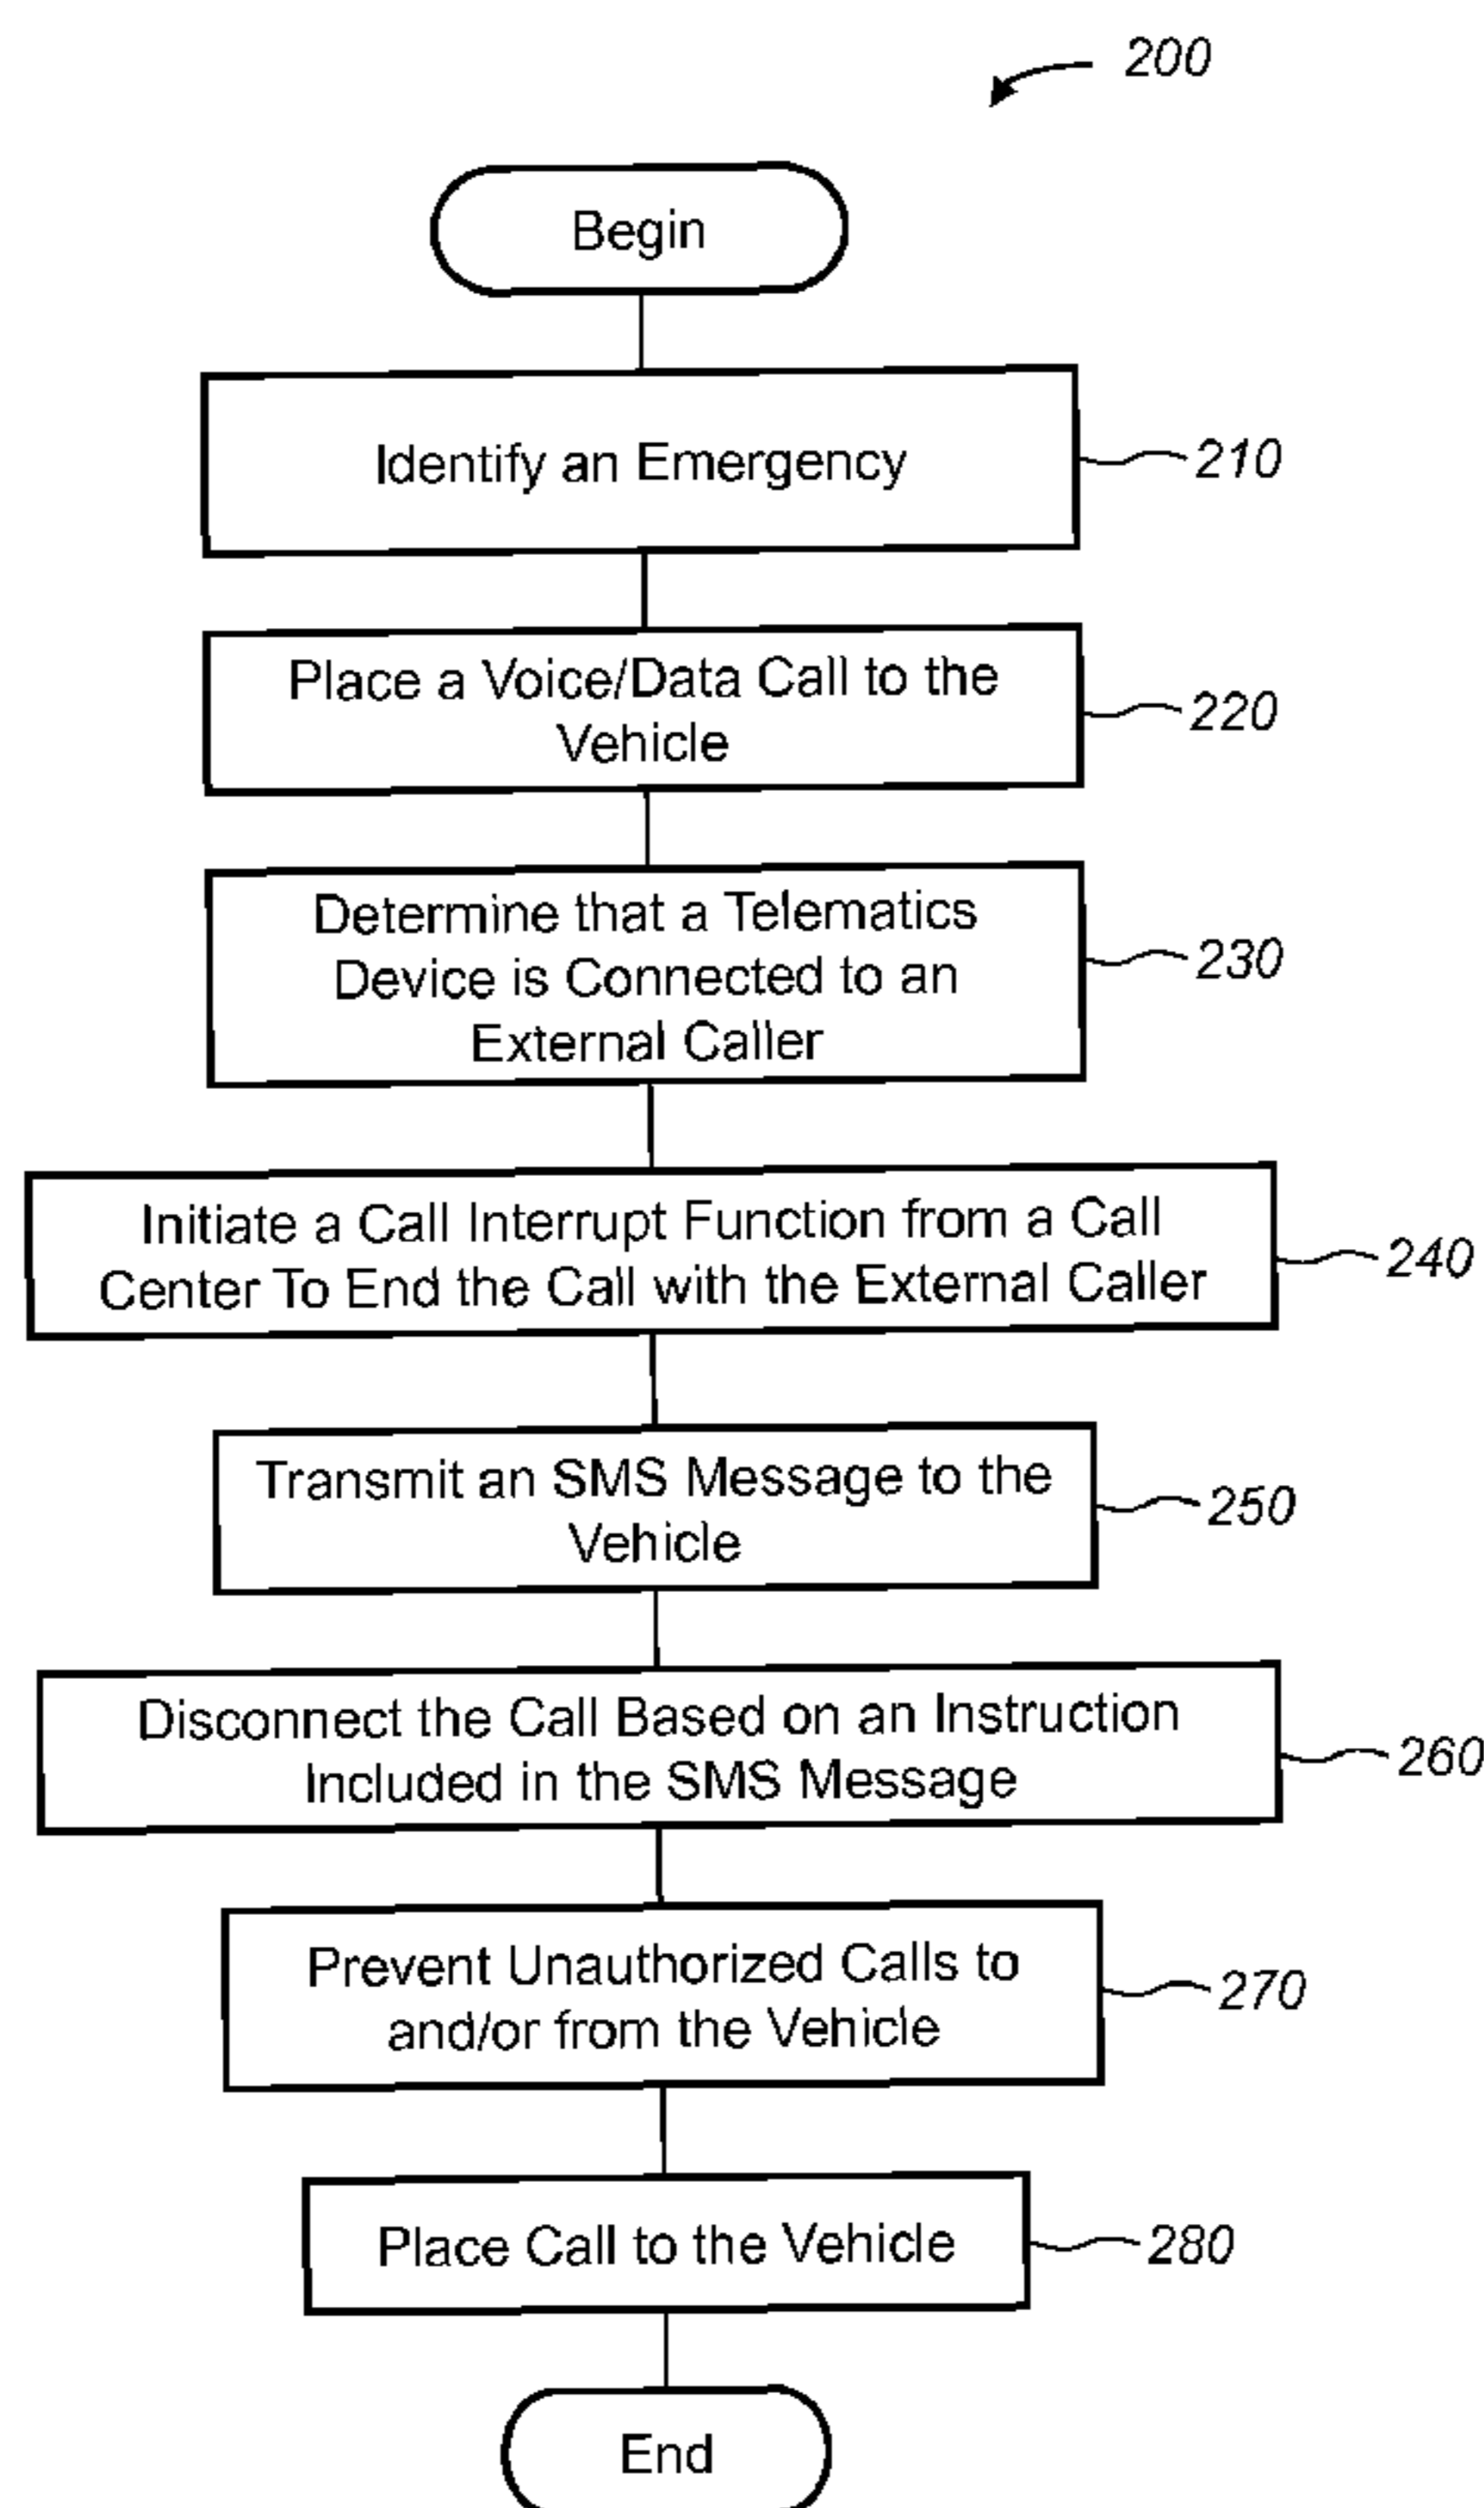 200
Begin
Identify an Emergency
210
Place a Voice/Data Call to the
Vehicle
220
Determine that a Telematics
Device is Connected to an
External Caller
230
Initiate a Call Interrupt Function from a Call
Center To End the Call with the External Caller
240
Transmit an SMS Message to the
Vehicle
250
Disconnect the Call Based on an Instruction
Included in the SMS Message
260
Prevent Unauthorized Calls to
and/or from the Vehicle
270
Place Call to the Vehicle
280
End